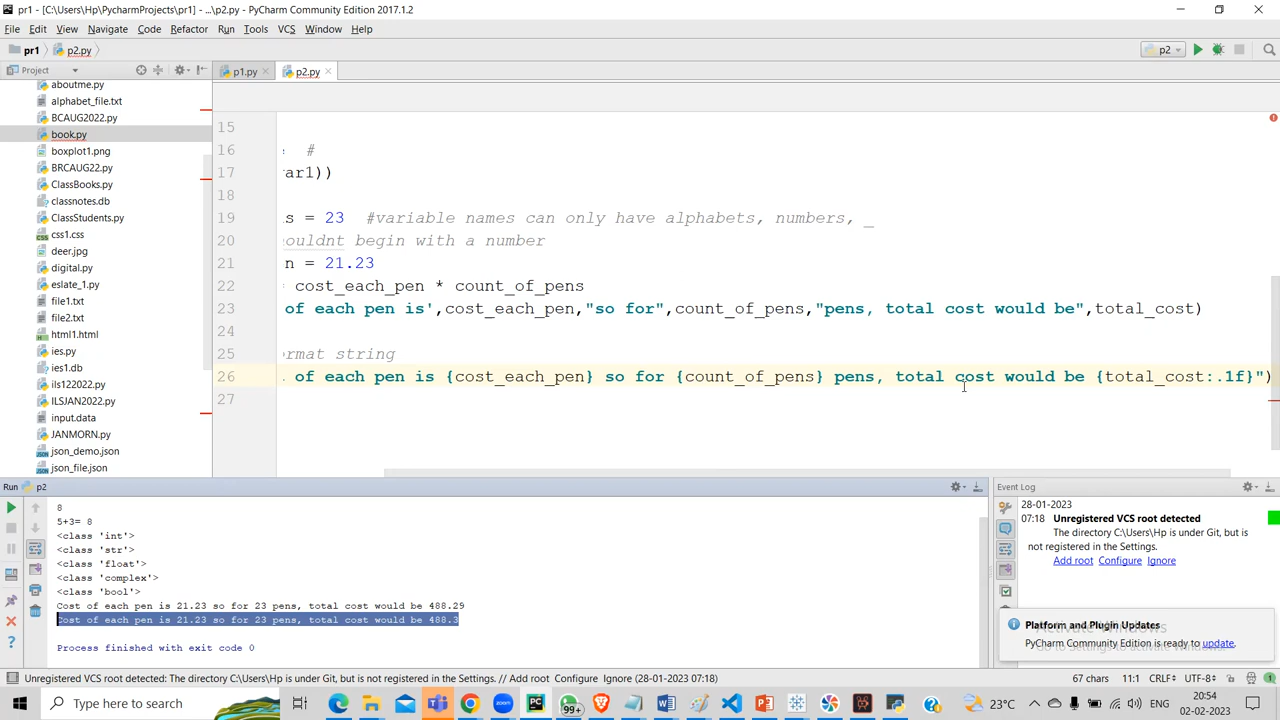 pr1 - [C:\Users\Hp\PycharmProjects\pr1] - ...\p2.py - PyCharm Community Edition 2017.1.2
File Edit View Navigate Code Refactor Run Tools VCS Window Help
pr1 p2.py p2
Project p1.py p2.py
aboutme.py
alphabet_file.txt
BCAUG2022.py
book.py
boxplot1.png
BRCAUG22.py
ClassBooks.py
classnotes.db
ClassStudents.py
css1.css
deer.jpg
digital.py
eslate_1.py
file1.txt
file2.txt
html1.html
ies.py
ies1.db
ils122022.py
ILSJAN2022.py
input.data
JANMORN.py
json_demo.py
json_file.json
15
16 #
17 ar1))
18
19 s = 23 #variable names can only have alphabets, numbers, _
20 ouldnt begin with a number
21 n = 21.23
22 = cost_each_pen * count_of_pens
23 of each pen is',cost_each_pen,"so for",count_of_pens,"pens, total cost would be",total_cost)
24
25 ormat string
26 of each pen is {cost_each_pen} so for {count_of_pens} pens, total cost would be {total_cost:.1f}")
27
Run p2
8
5+3= 8
<class 'int'>
<class 'str'>
<class 'float'>
<class 'complex'>
<class 'bool'>
Cost of each pen is 21.23 so for 23 pens, total cost would be 488.29
Cost of each pen is 21.23 so for 23 pens, total cost would be 488.3
Process finished with exit code 0
Event Log
28-01-2023
07:18 Unregistered VCS root detected
The directory C:\Users\Hp is under Git, but is
not registered in the Settings.
Add root Configure Ignore
Activate Windows
Go to Settings to activate Windows.
Platform and Plugin Updates
PyCharm Community Edition is ready to update.
Unregistered VCS root detected: The directory C:\Users\Hp is under Git, but is not registered in the Settings. // Add root Configure Ignore (28-01-2023 07:18)
67 chars 11:1 CRLF÷ UTF-8÷
Type here to search
99+
23°C
20:54
02-02-2023